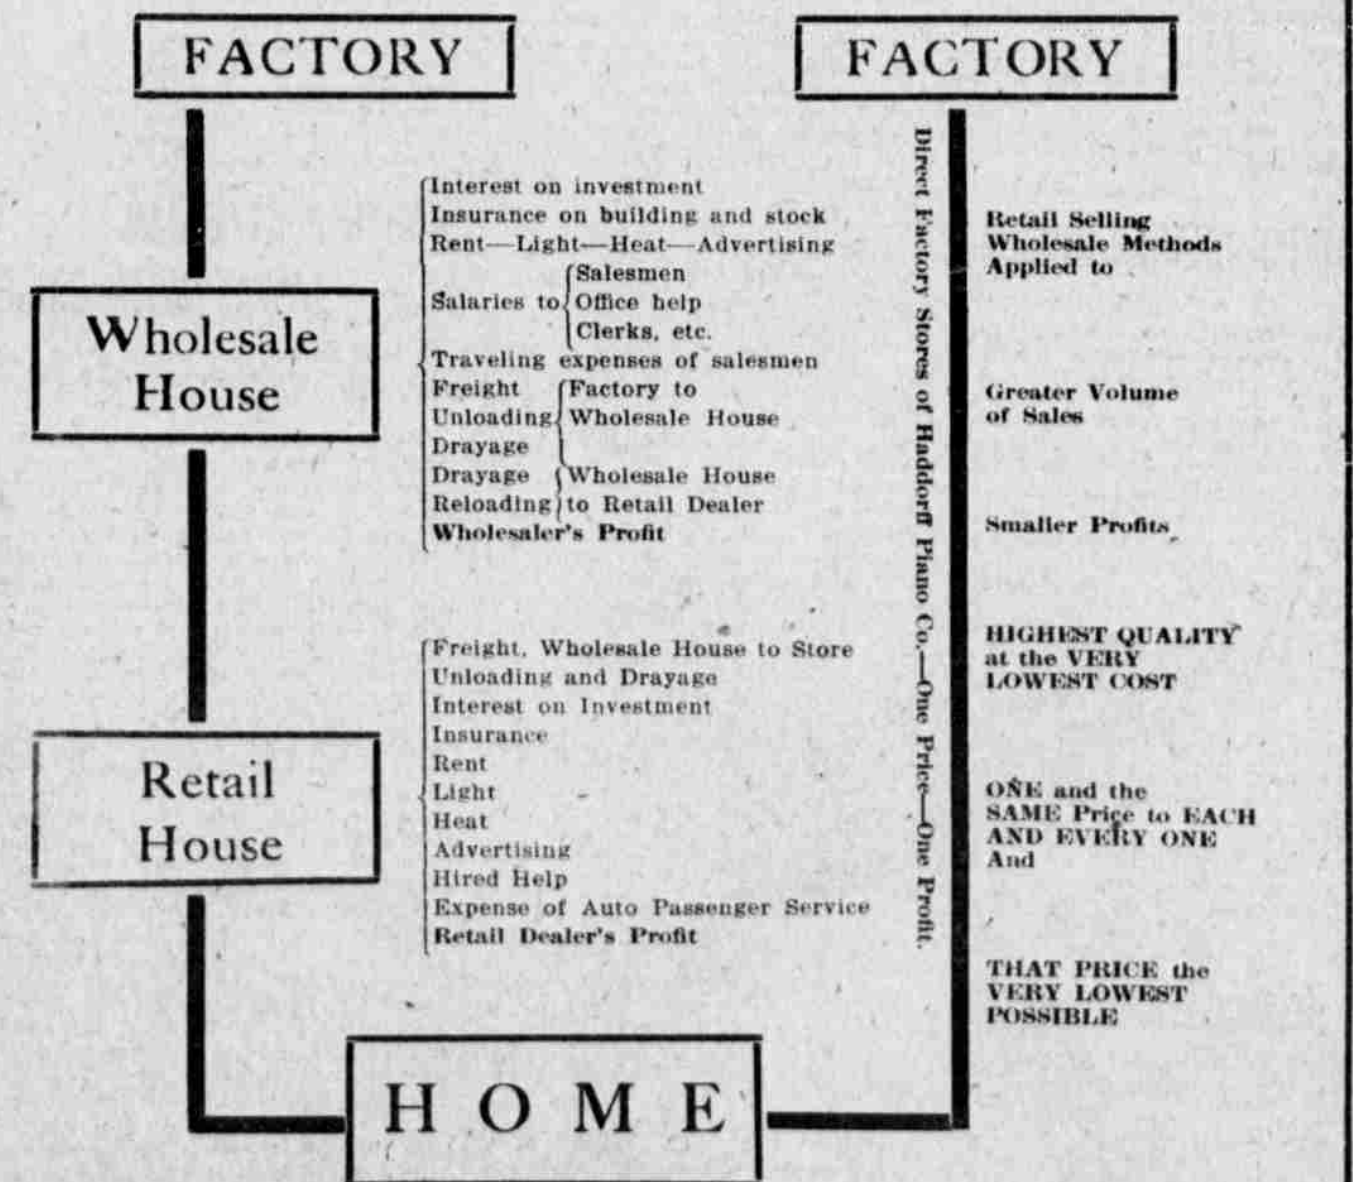 FACTORY
Wholesale
House
Retail
House
Interest on investment
Insurance on building and stock
Rent—Light—Heat—Advertising
Salaries to Salesmen
Office help
Clerks, etc.
Traveling expenses of salesmen
Freight Factory to
Unloading Wholesale House
Drayage
Drayage Wholesale House
Reloading to Retail Dealer
Wholesaler's Profit
Freight, Wholesale House to Store
Unloading and Drayage
Interest on Investment
Insurance
Rent
Light
Heat
Advertising
Hired Help
Expense of Auto Passenger Service
Retail Dealer's Profit
FACTORY
Direct Factory Stores of Haddorff Piano Co.—One Price—One Profit.
Retail Selling
Wholesale Methods
Applied to
Greater Volume
of Sales
Smaller Profits
HIGHEST QUALITY
at the VERY
LOWEST COST
ONE and the
SAME Price to EACH
AND EVERY ONE
And
THAT PRICE the
VERY LOWEST
POSSIBLE
HOME